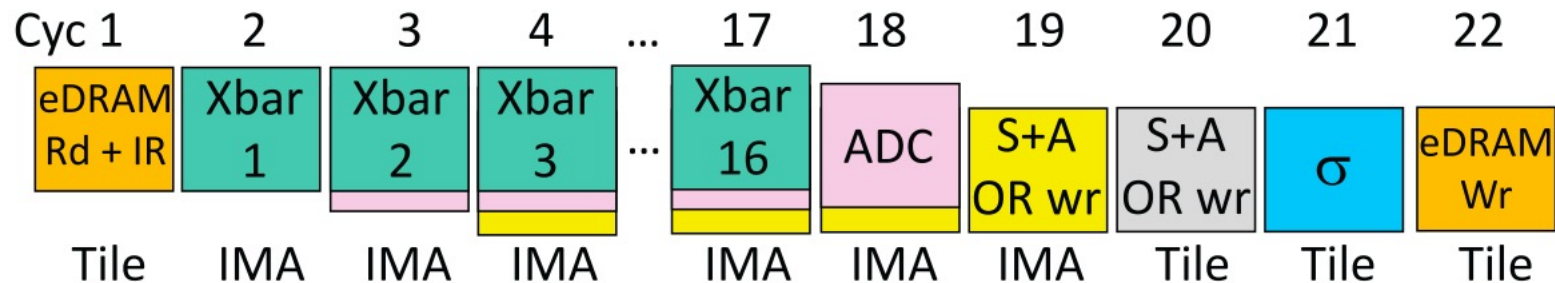 Cyc 1 2 3 4 ... 17 18 19 20 21 22
eDRAM Xbar Xbar Xbar Xbar ADC S+A S+A σ eDRAM
Rd + IR 1 2 3 ... 16 OR wr OR wr Wr
Tile IMA IMA IMA IMA IMA IMA Tile Tile Tile